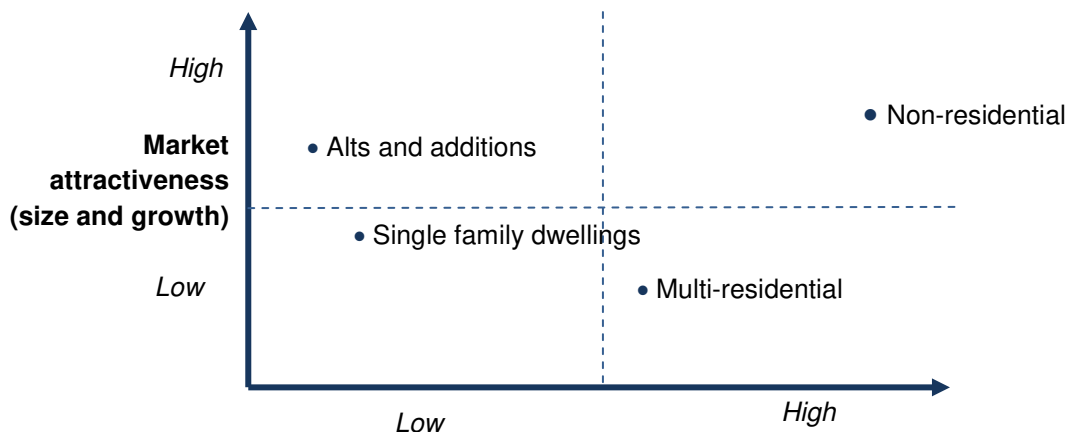 High
Non-residential
Market
attractiveness
(size and growth)
Alts and additions
Single family dwellings
Low
Multi-residential
Low
High